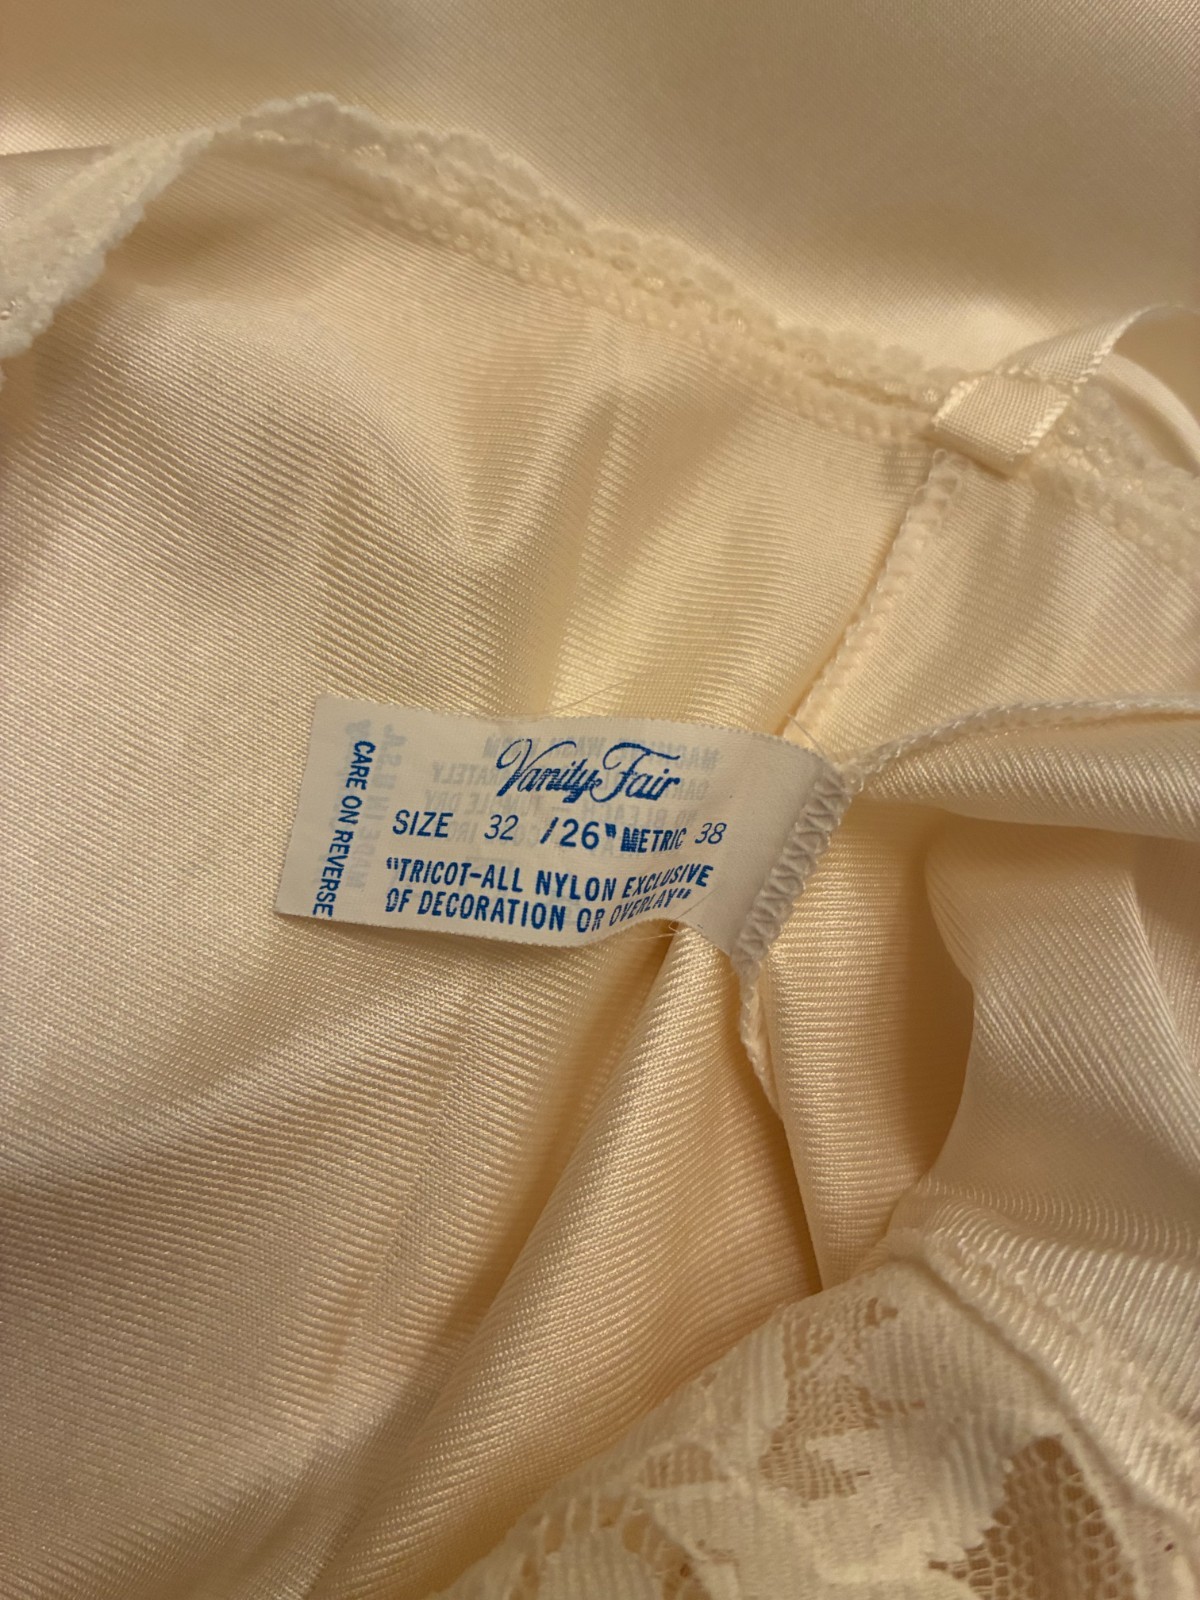 Vanity Fair
SIZE 32 /26" METRIC 38
"TRICOT-ALL NYLON EXCLUSIVE
OF DECORATION OR OVERLAY"
CARE ON REVERSE